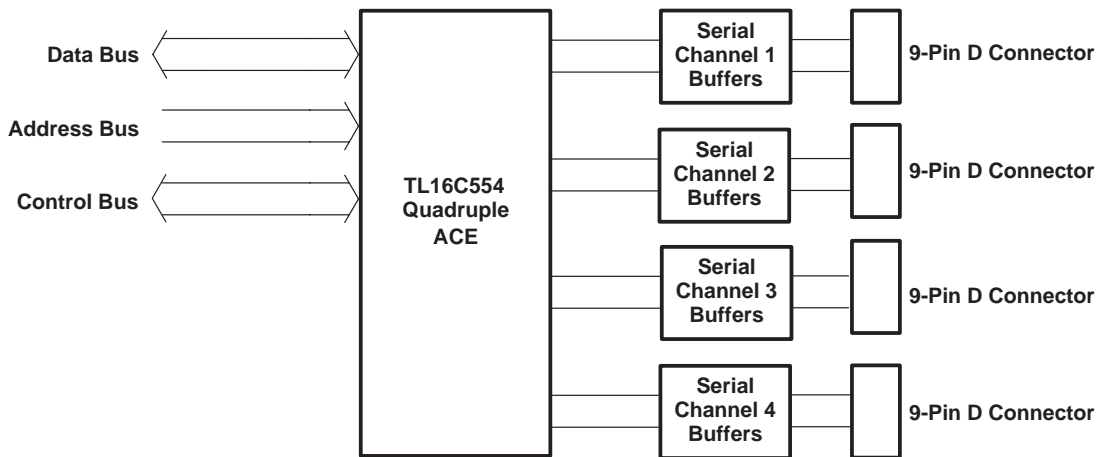 Data Bus
Address Bus
Control Bus
TL16C554
Quadruple
ACE
Serial
Channel 1
Buffers
9-Pin D Connector
Serial
Channel 2
Buffers
9-Pin D Connector
Serial
Channel 3
Buffers
9-Pin D Connector
Serial
Channel 4
Buffers
9-Pin D Connector